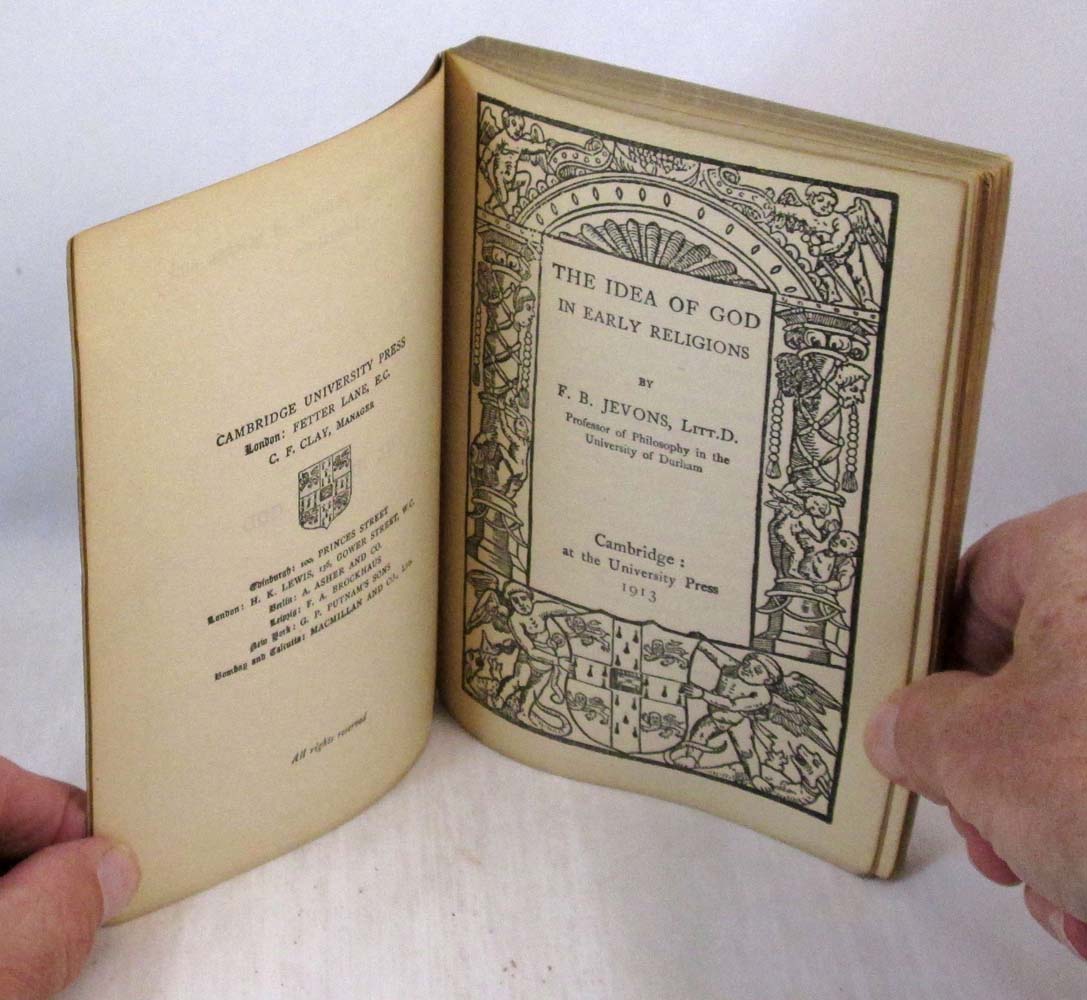 CAMBRIDGE UNIVERSITY PRESS
London: FETTER LANE, E.C.
C. F. CLAY, MANAGER
Edinburgh: 100, PRINCES STREET
London: H. K. LEWIS, 136, GOWER STREET, W.C.
Berlin: A. ASHER AND CO.
Leipzig: F. A. BROCKHAUS
New York: G. P. PUTNAM'S SONS
Bombay and Calcutta: MACMILLAN AND CO., LTD.
All rights reserved
THE IDEA OF GOD
IN EARLY RELIGIONS
BY
F. B. JEVONS, LITT.D.
Professor of Philosophy in the
University of Durham
Cambridge:
at the University Press
1913